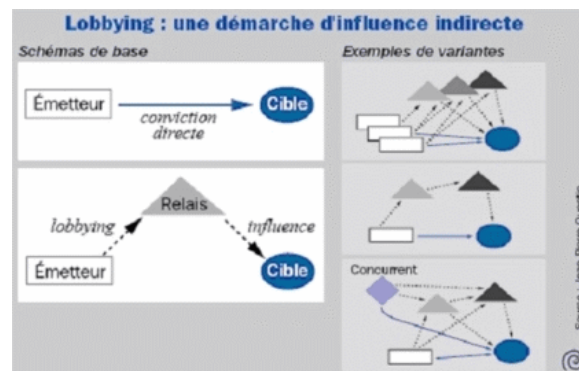 Lobbying : une démarche d'influence indirecte
Schémas de base
Exemples de variantes
Émetteur
conviction
directe
Cible
Relais
lobbying
influence
Émetteur
Cible
Concurrent